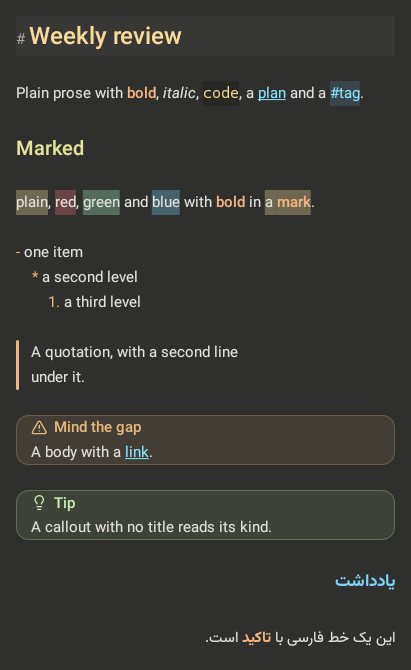 # Weekly review
Plain prose with bold, italic, code, a plan and a #tag.
Marked
plain, red, green and blue with bold in a mark.
- one item
* a second level
1. a third level
A quotation, with a second line
under it.
Mind the gap
A body with a link.
Tip
A callout with no title reads its kind.
یادداشت
این یک خط فارسی با تاکید است.